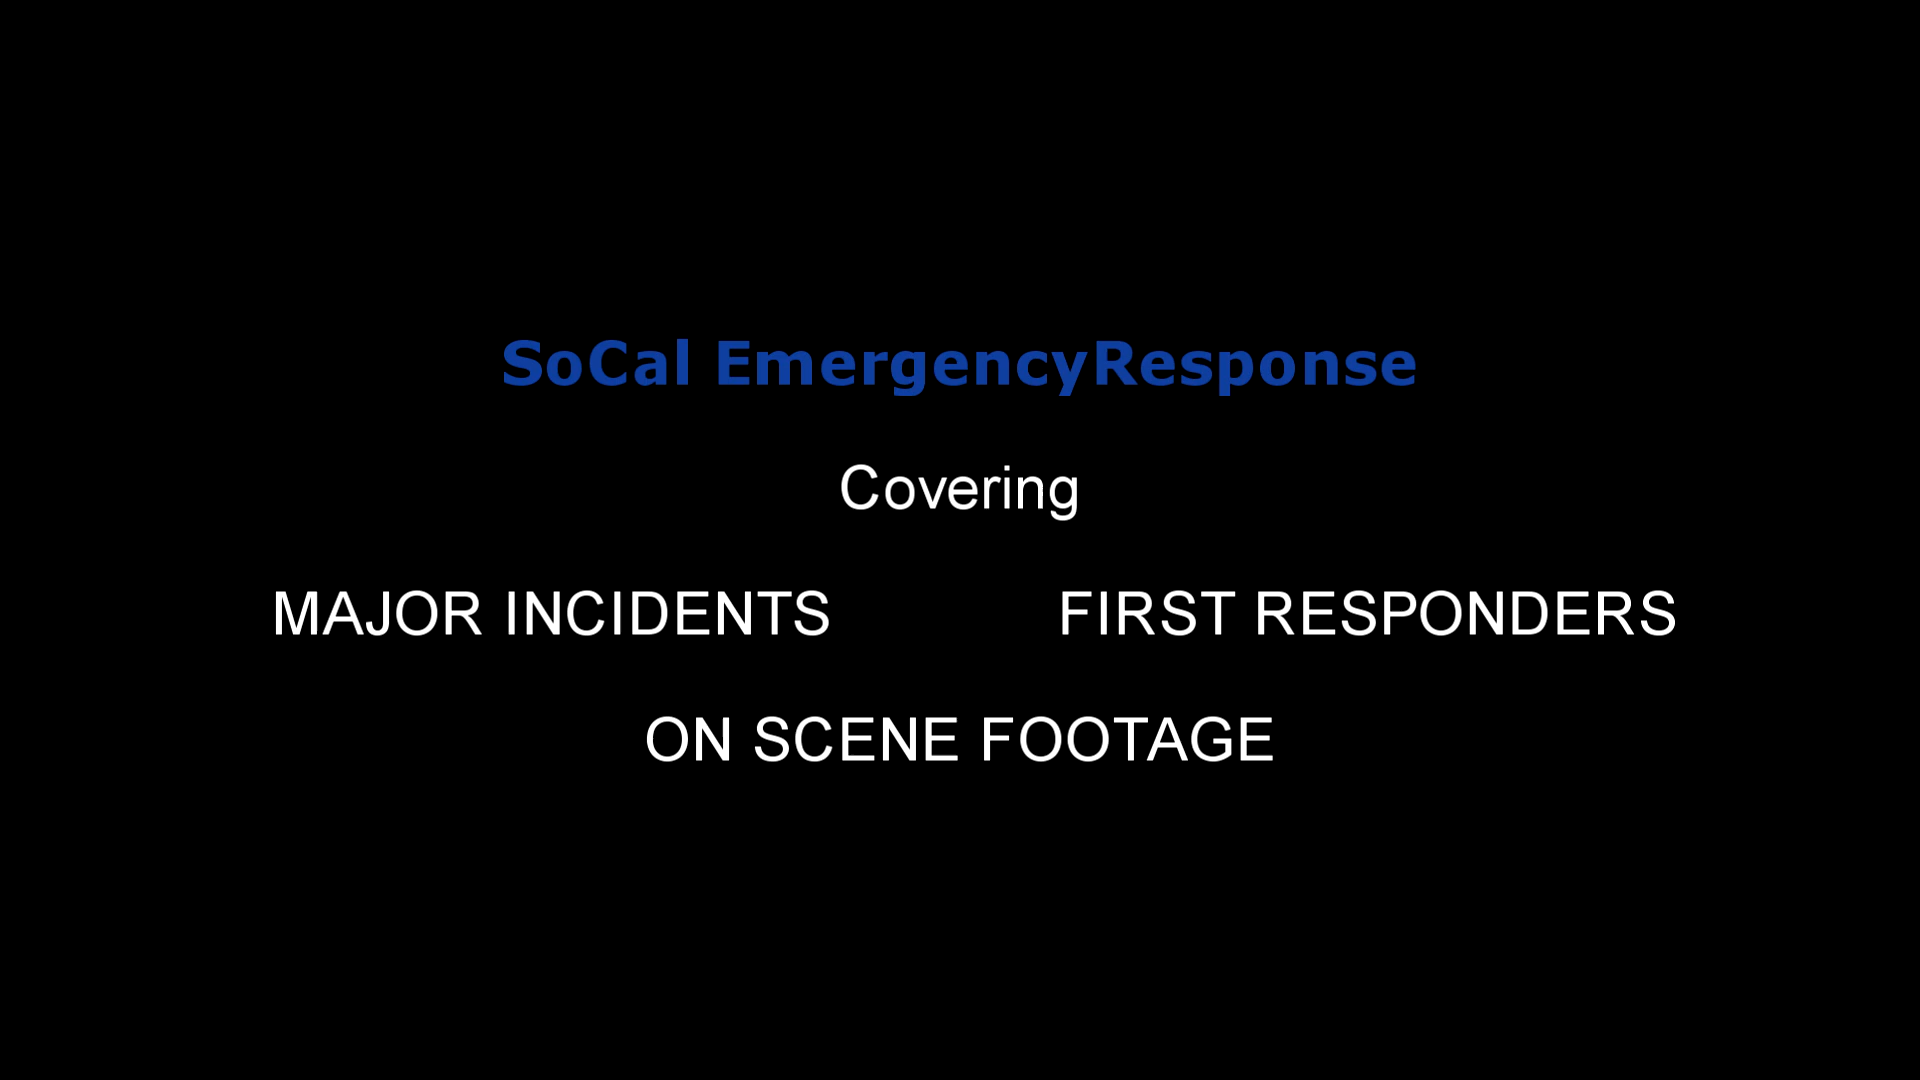 SoCal EmergencyResponse
Covering
MAJOR INCIDENTS FIRST RESPONDERS
ON SCENE FOOTAGE